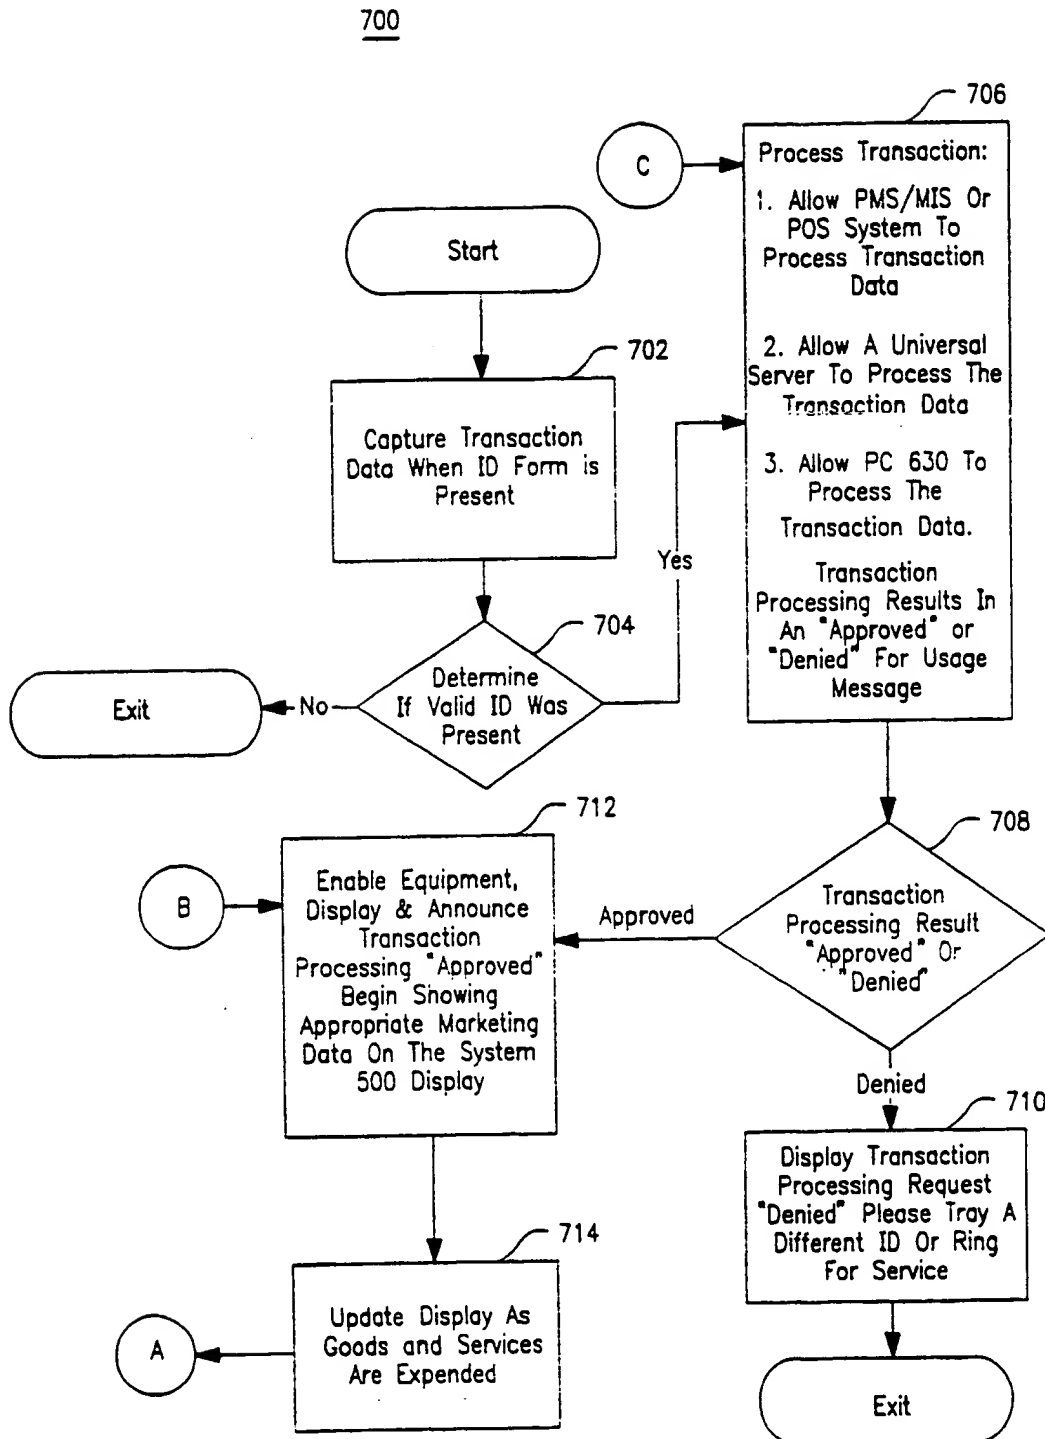 700
706
C
Process Transaction:
1. Allow PMS/MIS Or
POS System To
Process Transaction
Data
2. Allow A Universal
Server To Process The
Transaction Data
3. Allow PC 630 To
Process The
Transaction Data.
Transaction
Processing Results In
An "Approved" or
"Denied" For Usage
Message
Start
702
Capture Transaction
Data When ID Form is
Present
Yes
704
Determine
If Valid ID Was
Present
No
Exit
712
B
Enable Equipment,
Display & Announce
Transaction
Processing "Approved"
Begin Showing
Appropriate Marketing
Data On The System
500 Display
Approved
708
Transaction
Processing Result
"Approved" Or
"Denied"
Denied
710
Display Transaction
Processing Request
"Denied" Please Tray A
Different ID Or Ring
For Service
714
Update Display As
Goods and Services
Are Expended
A
Exit